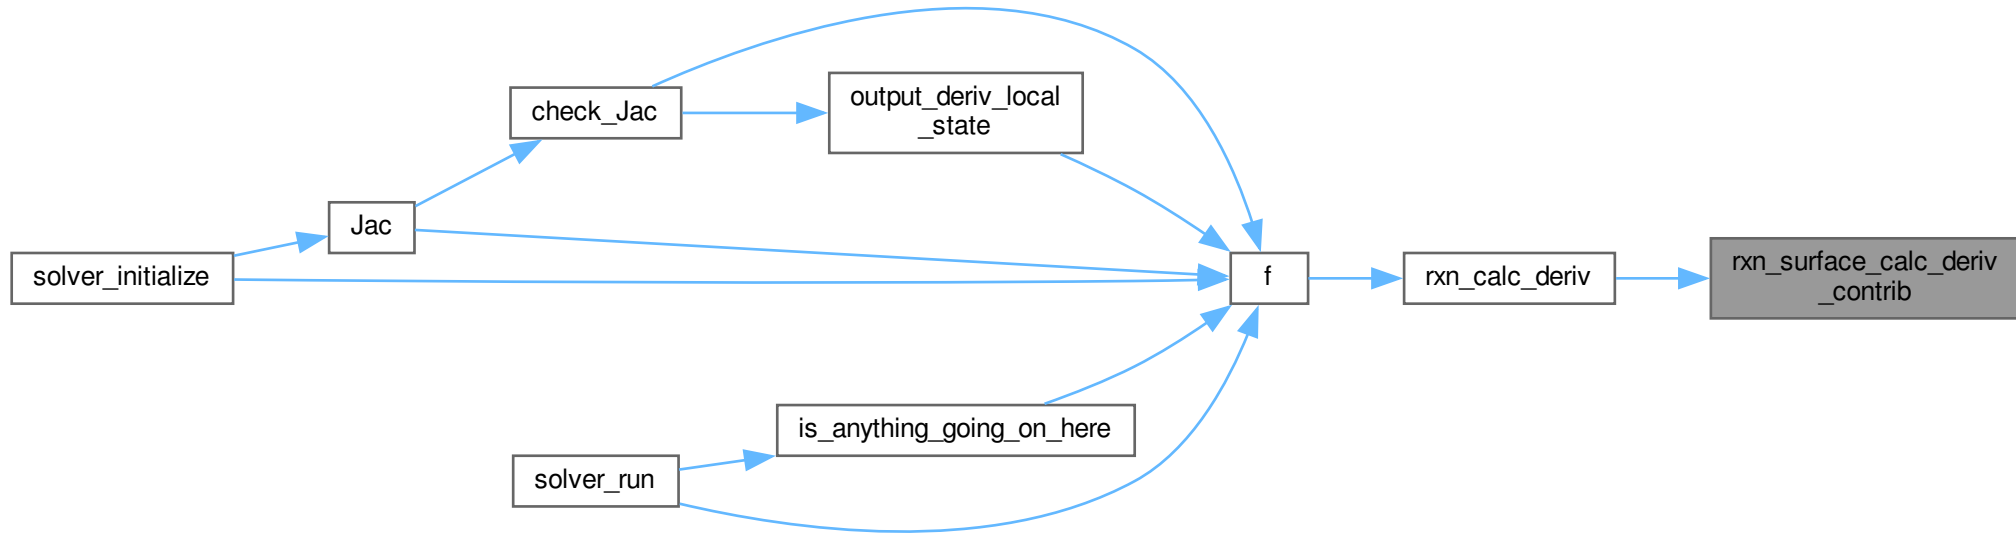 check_Jac
output_deriv_local
_state
Jac
solver_initialize
f
rxn_calc_deriv
rxn_surface_calc_deriv
_contrib
is_anything_going_on_here
solver_run